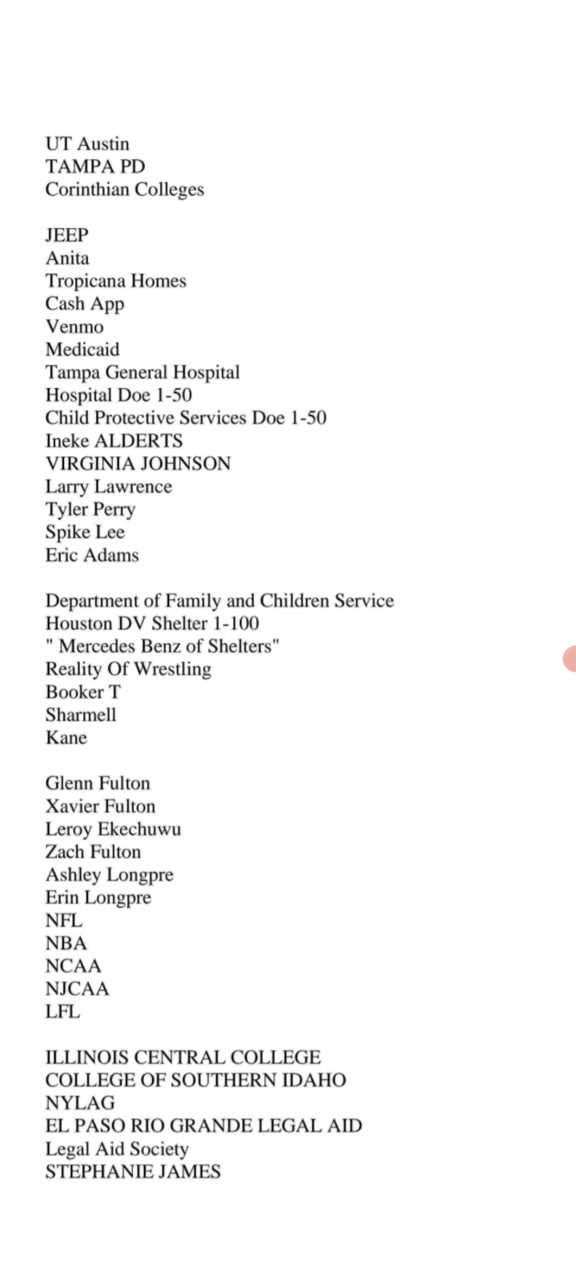 UT Austin
TAMPA PD
Corinthian Colleges
JEEP
Anita
Tropicana Homes
Cash App
Venmo
Medicaid
Tampa General Hospital
Hospital Doe 1-50
Child Protective Services Doe 1-50
Ineke ALDERTS
VIRGINIA JOHNSON
Larry Lawrence
Tyler Perry
Spike Lee
Eric Adams
Department of Family and Children Service
Houston DV Shelter 1-100
" Mercedes Benz of Shelters"
Reality Of Wrestling
Booker T
Sharmell
Kane
Glenn Fulton
Xavier Fulton
Leroy Ekechuwu
Zach Fulton
Ashley Longpre
Erin Longpre
NFL
NBA
NCAA
NJCAA
LFL
ILLINOIS CENTRAL COLLEGE
COLLEGE OF SOUTHERN IDAHO
NYLAG
EL PASO RIO GRANDE LEGAL AID
Legal Aid Society
STEPHANIE JAMES